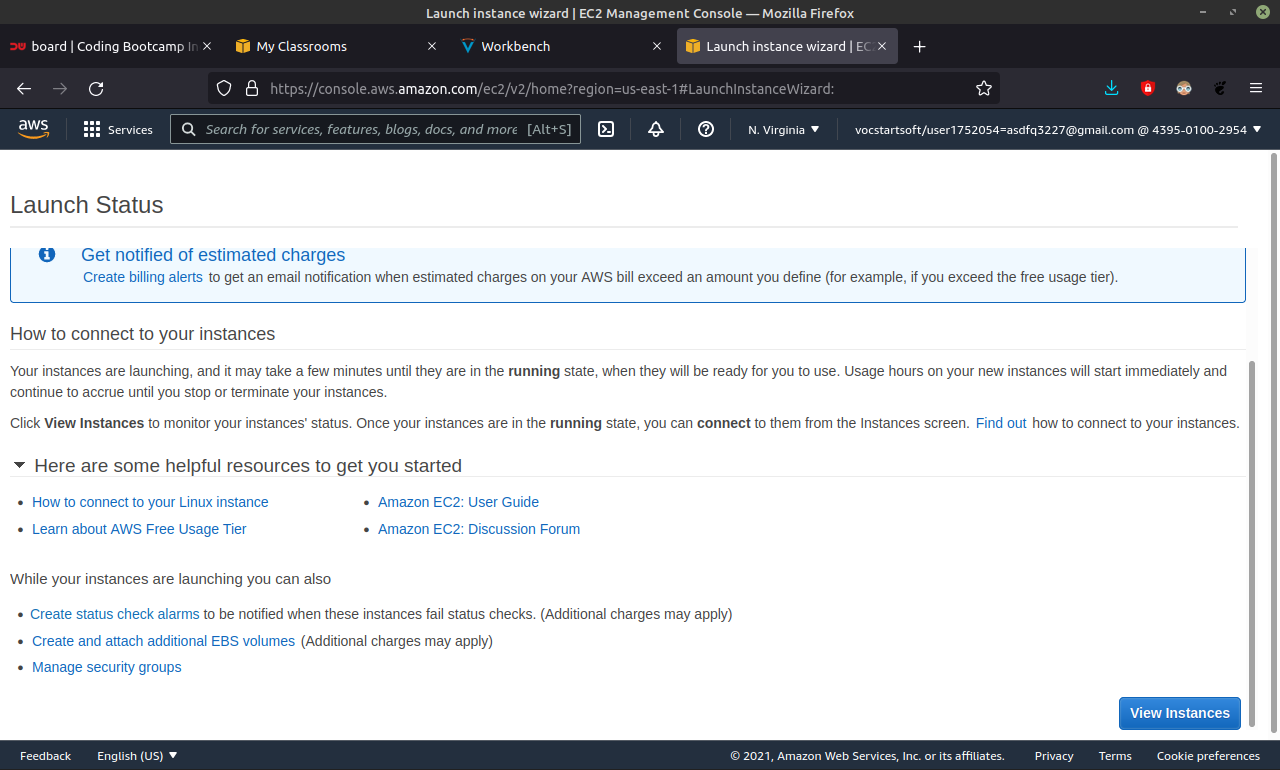 Launch instance wizard | EC2 Management Console — Mozilla Firefox
board | Coding Bootcamp In
My Classrooms
Workbench
Launch instance wizard | EC
https://console.aws.amazon.com/ec2/v2/home?region=us-east-1#LaunchInstanceWizard:
aws
Services
Search for services, features, blogs, docs, and more [Alt+S]
N. Virginia
vocstartsoft/user1752054=asdfq3227@gmail.com @ 4395-0100-2954
Launch Status
Get notified of estimated charges
Create billing alerts to get an email notification when estimated charges on your AWS bill exceed an amount you define (for example, if you exceed the free usage tier).
How to connect to your instances
Your instances are launching, and it may take a few minutes until they are in the running state, when they will be ready for you to use. Usage hours on your new instances will start immediately and
continue to accrue until you stop or terminate your instances.
Click View Instances to monitor your instances' status. Once your instances are in the running state, you can connect to them from the Instances screen. Find out how to connect to your instances.
Here are some helpful resources to get you started
• How to connect to your Linux instance
• Amazon EC2: User Guide
• Learn about AWS Free Usage Tier
• Amazon EC2: Discussion Forum
While your instances are launching you can also
• Create status check alarms to be notified when these instances fail status checks. (Additional charges may apply)
• Create and attach additional EBS volumes (Additional charges may apply)
• Manage security groups
View Instances
Feedback
English (US)
© 2021, Amazon Web Services, Inc. or its affiliates.
Privacy
Terms
Cookie preferences